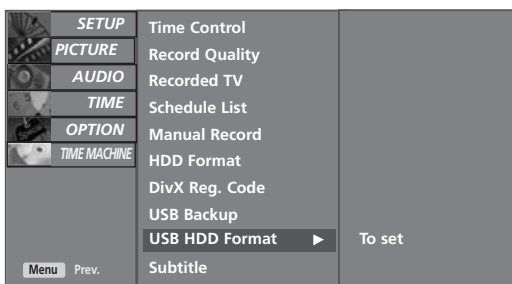 SETUP
PICTURE
AUDIO
TIME
OPTION
TIME MACHINE
Menu Prev.
Time Control
Record Quality
Recorded TV
Schedule List
Manual Record
HDD Format
DivX Reg. Code
USB Backup
USB HDD Format ► To set
Subtitle